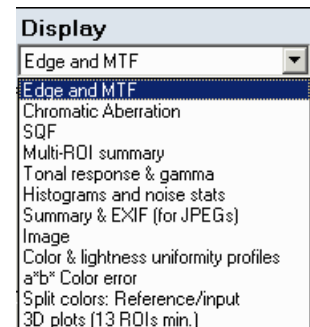 Display
Edge and MTF
Edge and MTF
Chromatic Aberration
SQF
Multi-ROI summary
Tonal response & gamma
Histograms and noise stats
Summary & EXIF (for JPEGs)
Image
Color & lightness uniformity profiles
a*b* Color error
Split colors: Reference/input
3D plots (13 ROIs min.)